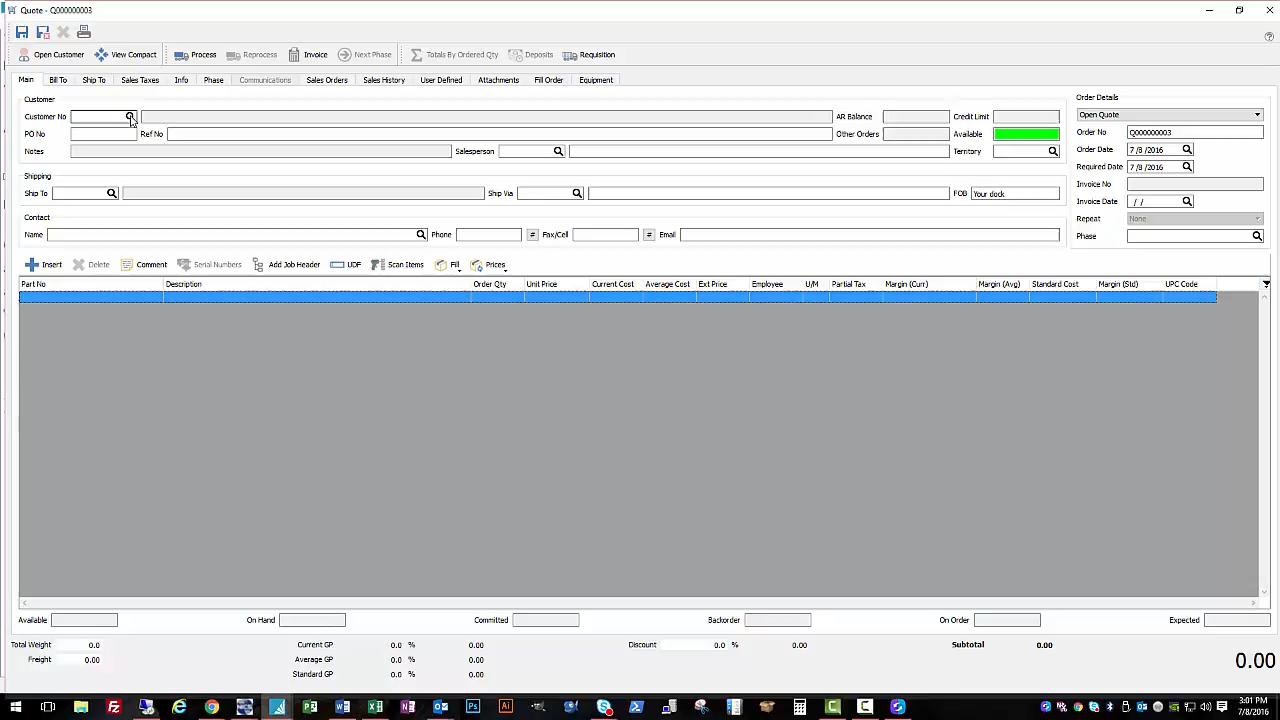 Quote - Q000000003
Open Customer View Compact Process Reprocess Invoice Next Phase Totals By Ordered Qty Deposits Requisition
Main Bill To Ship To Sales Taxes Info Phase Communications Sales Orders Sales History User Defined Attachments Fill Order Equipment
Customer
Customer No AR Balance Credit Limit
PO No Ref No Other Orders Available
Notes Salesperson Territory
Shipping
Ship To Ship Via FOB Your dock
Contact
Name Phone # Fax/Cell # Email
Order Details
Open Quote
Order No Q000000003
Order Date 7 /8 /2016
Required Date 7 /8 /2016
Invoice No
Invoice Date / /
Repeat None
Phase
Insert Delete Comment Serial Numbers Add Job Header UDF Scan Items Fill Prices
Part No Description Order Qty Unit Price Current Cost Average Cost Ext Price Employee U/M Partial Tax Margin (Curr) Margin (Avg) Standard Cost Margin (Std) UPC Code
Available On Hand Committed Backorder On Order Expected
Total Weight 0.0 Current GP 0.0 % 0.00 Discount 0.0 % 0.00 Subtotal 0.00
Freight 0.00 Average GP 0.0 % 0.00 0.00
Standard GP 0.0 % 0.00
3:01 PM
7/8/2016